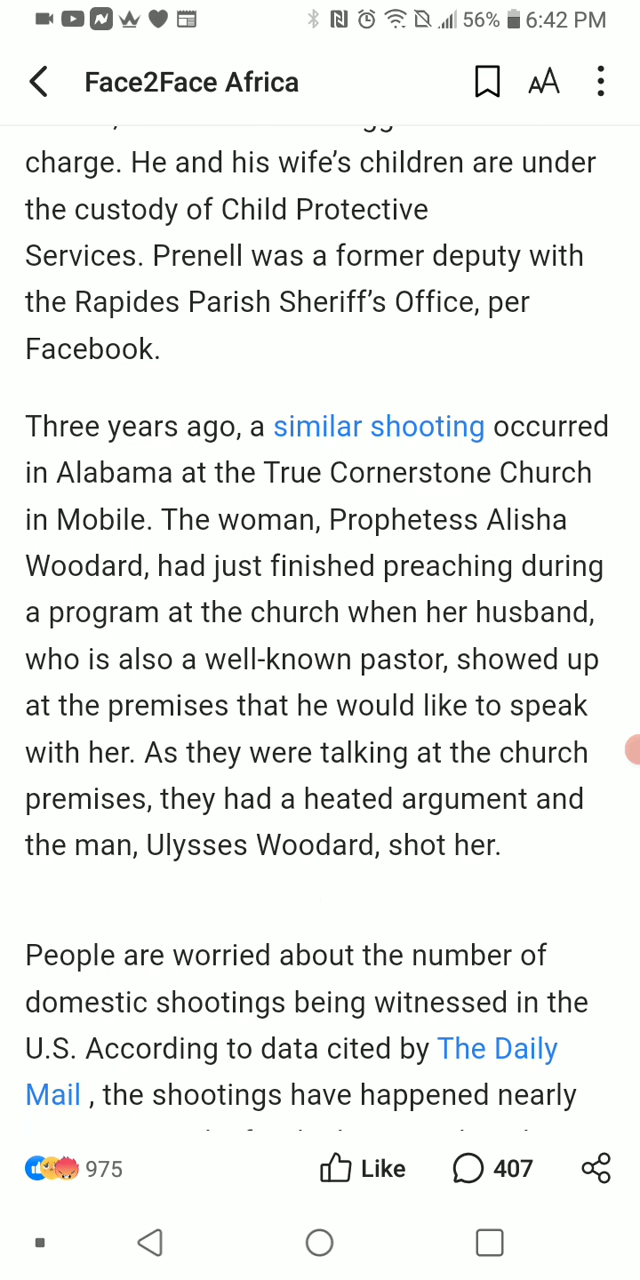 56% 6:42 PM
Face2Face Africa
charge. He and his wife’s children are under
the custody of Child Protective
Services. Prenell was a former deputy with
the Rapides Parish Sheriff’s Office, per
Facebook.
Three years ago, a similar shooting occurred
in Alabama at the True Cornerstone Church
in Mobile. The woman, Prophetess Alisha
Woodard, had just finished preaching during
a program at the church when her husband,
who is also a well-known pastor, showed up
at the premises that he would like to speak
with her. As they were talking at the church
premises, they had a heated argument and
the man, Ulysses Woodard, shot her.
People are worried about the number of
domestic shootings being witnessed in the
U.S. According to data cited by The Daily
Mail , the shootings have happened nearly
975 Like 407